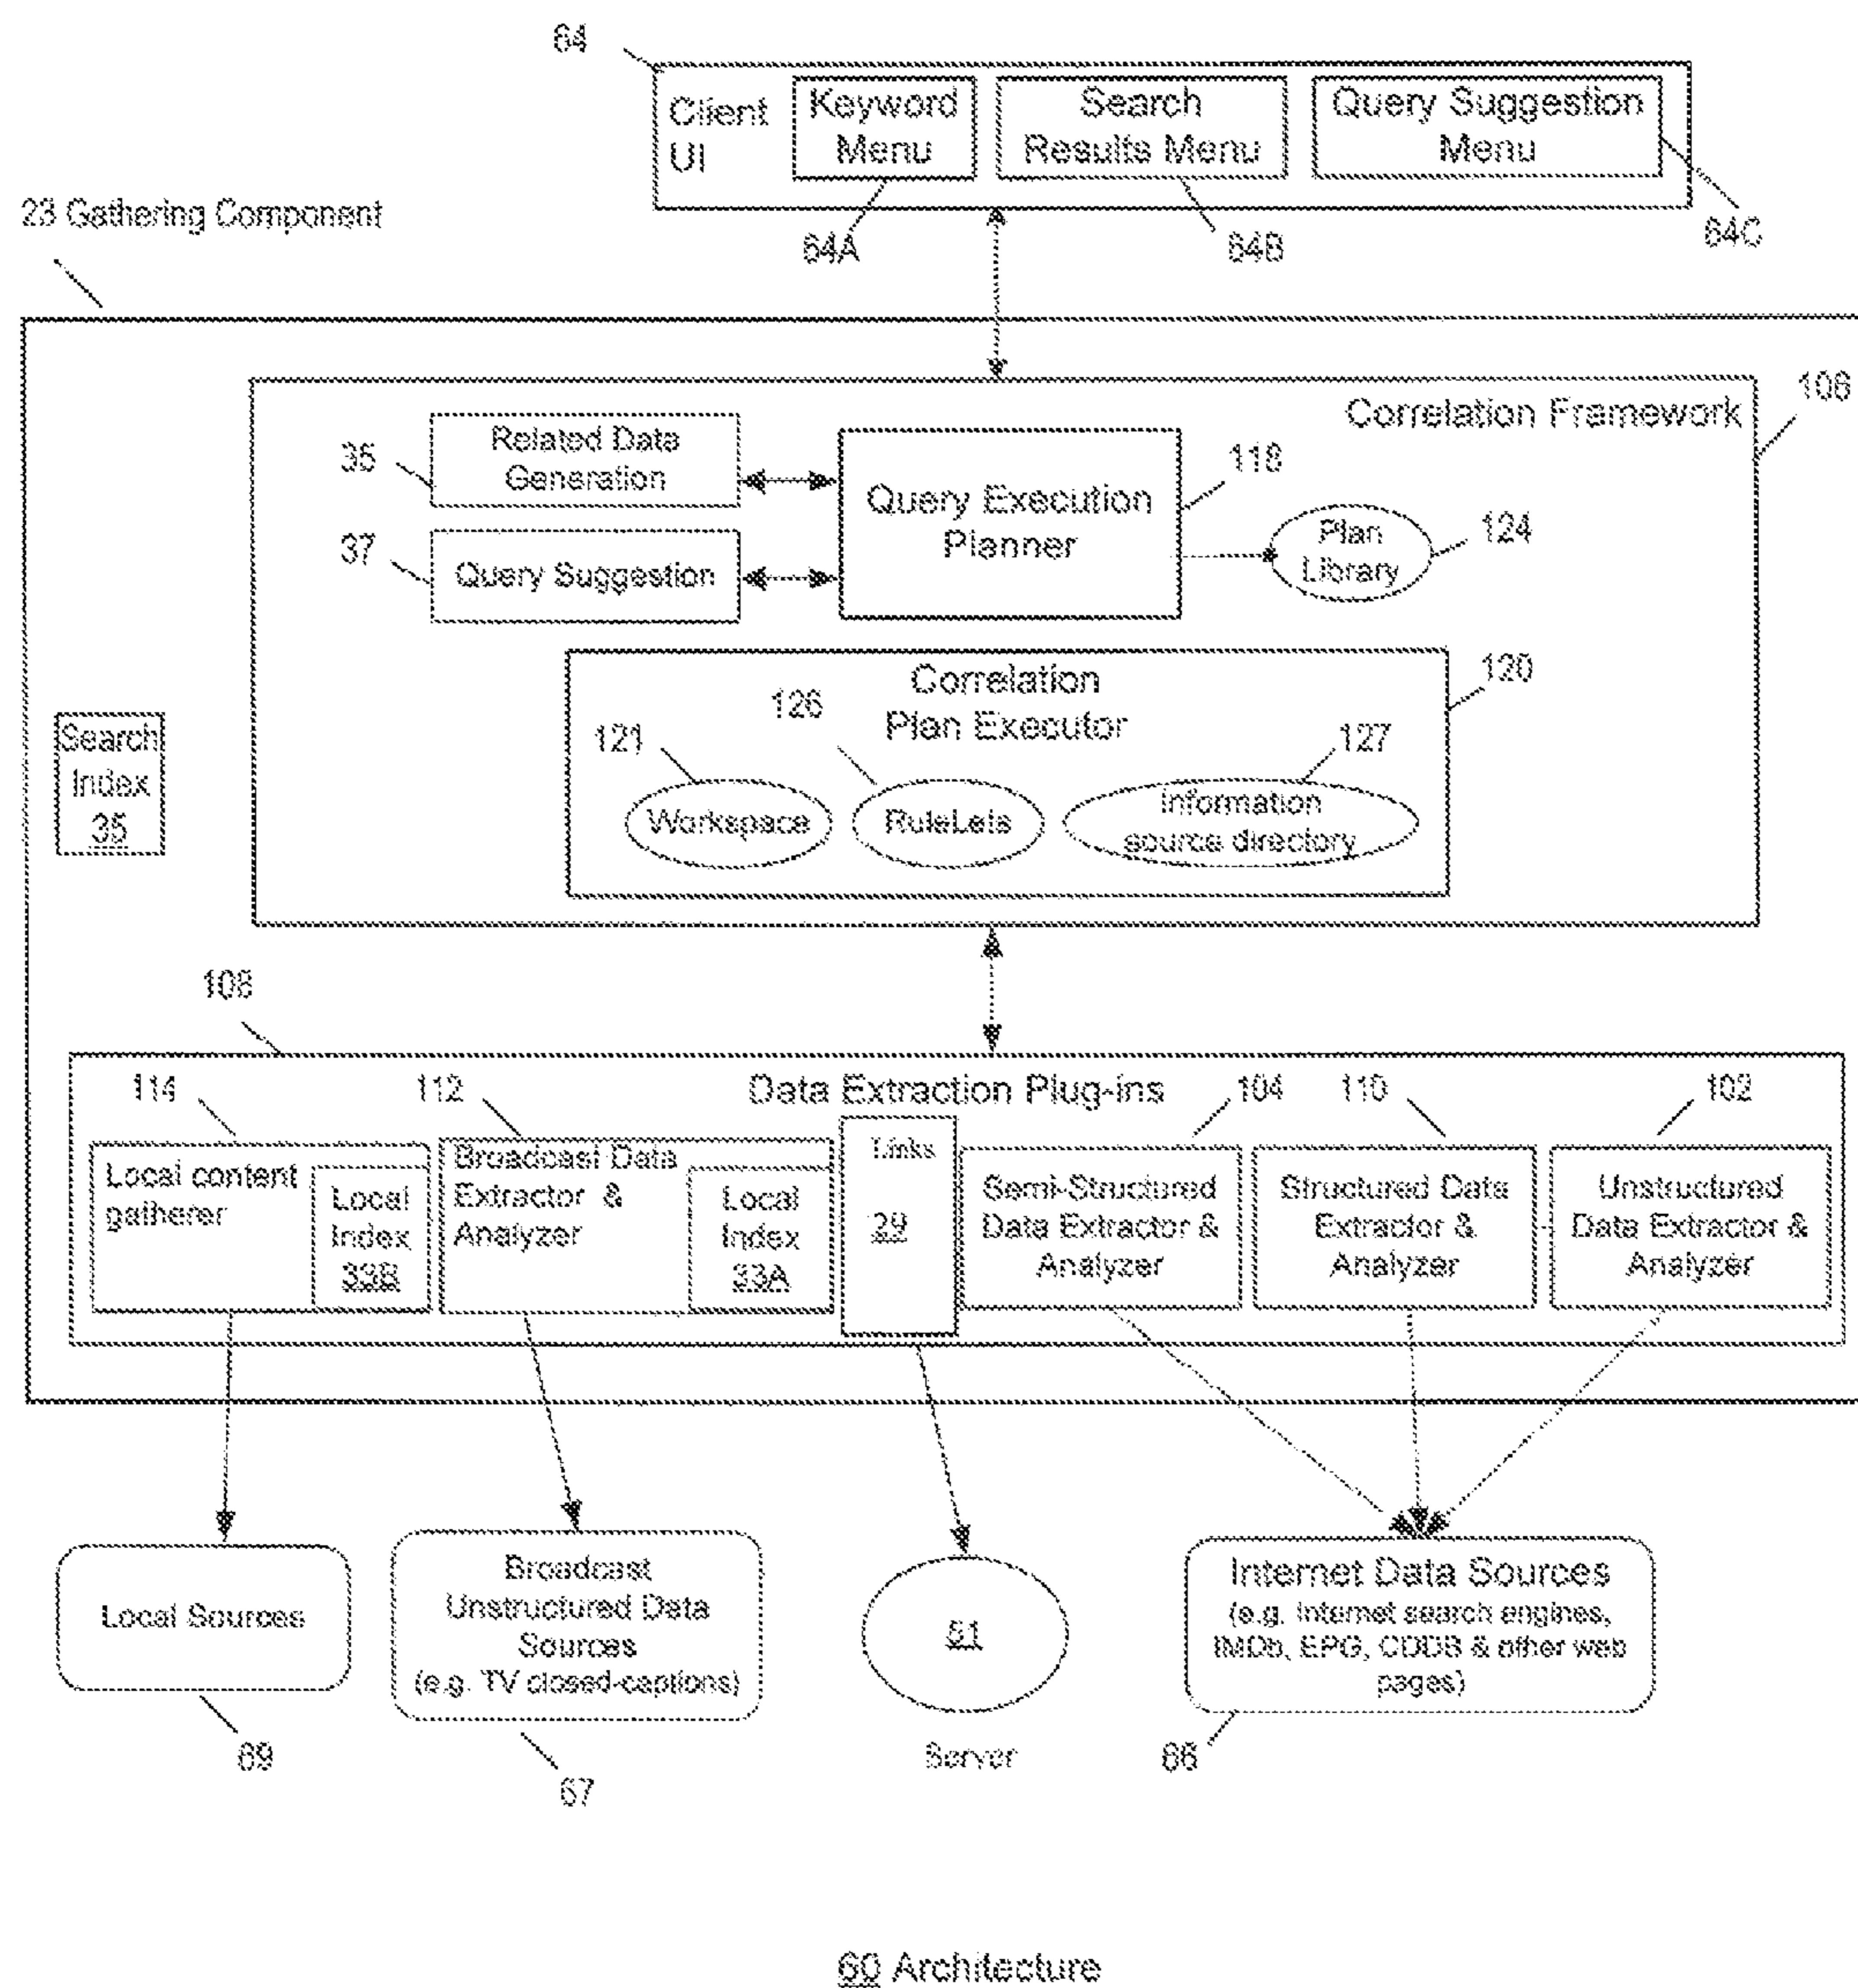 64
Client
UI
Keyword
Menu
Search
Results Menu
Query Suggestion
Menu
64A
64B
64C
23 Gathering Component
106
Correlation Framework
35
Related Data
Generation
37
Query Suggestion
Query Execution
Planner
118
Plan
Library
124
120
Correlation
Plan Executor
121
126
127
Workspace
RuleLets
Information
source directory
Search
Index
35
108
Data Extraction Plug-ins
114
112
104
110
102
Local content
gatherer
Local
Index
33B
Broadcast Data
Extractor &
Analyzer
Local
Index
33A
Links
29
Semi-Structured
Data Extractor &
Analyzer
Structured Data
Extractor &
Analyzer
Unstructured
Data Extractor &
Analyzer
Local Sources
69
Broadcast
Unstructured Data
Sources
(e.g. TV closed-captions)
67
61
Server
Internet Data Sources
(e.g. Internet search engines,
IMDb, EPG, CDDB & other web
pages)
66
60 Architecture